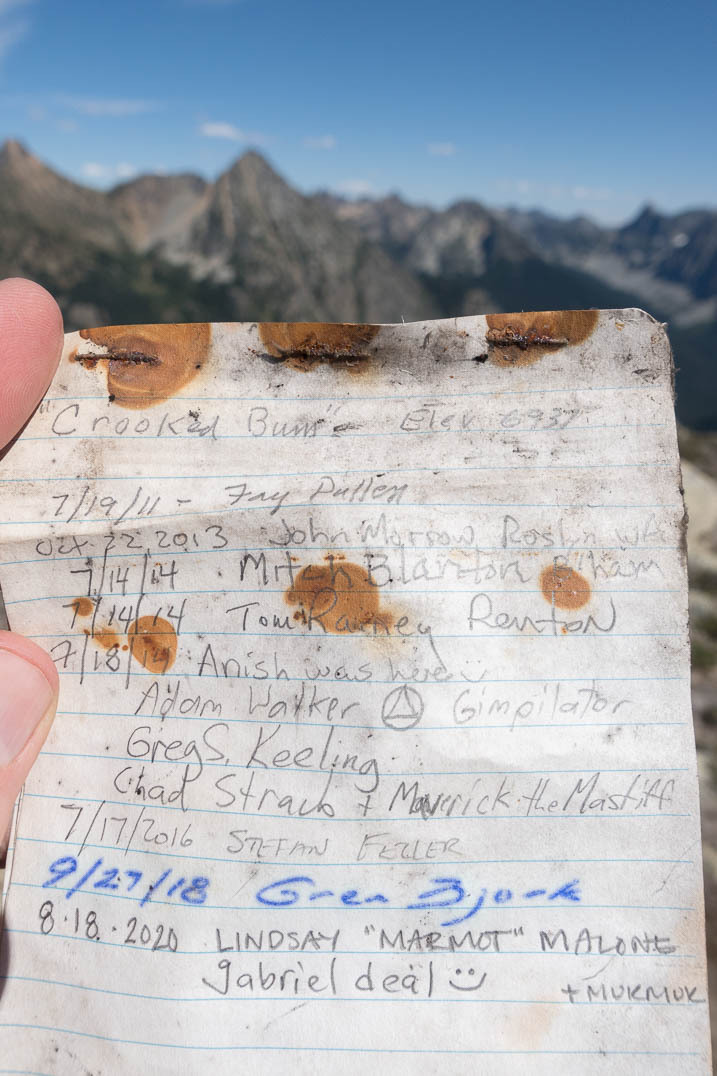 "Crooked Bum" - Elev 6937
7/19/11 - Fay Pullen
Oct 22 2013 John Morrow Roslyn WA
7/14/14 Mitch Blanton B'ham
7/14/14 Tom Rainey Renton
7/18/14 Anish was here
Adam Walker Gimpilator
Greg S. Keeling
Chad Straub + Maverick the Mastiff
7/17/2016 STEFAN FELLER
9/27/18 Gren Bjork
8.18.2020 LINDSAY "MARMOT" MALONE
gabriel deal :)
+ MUKMUK